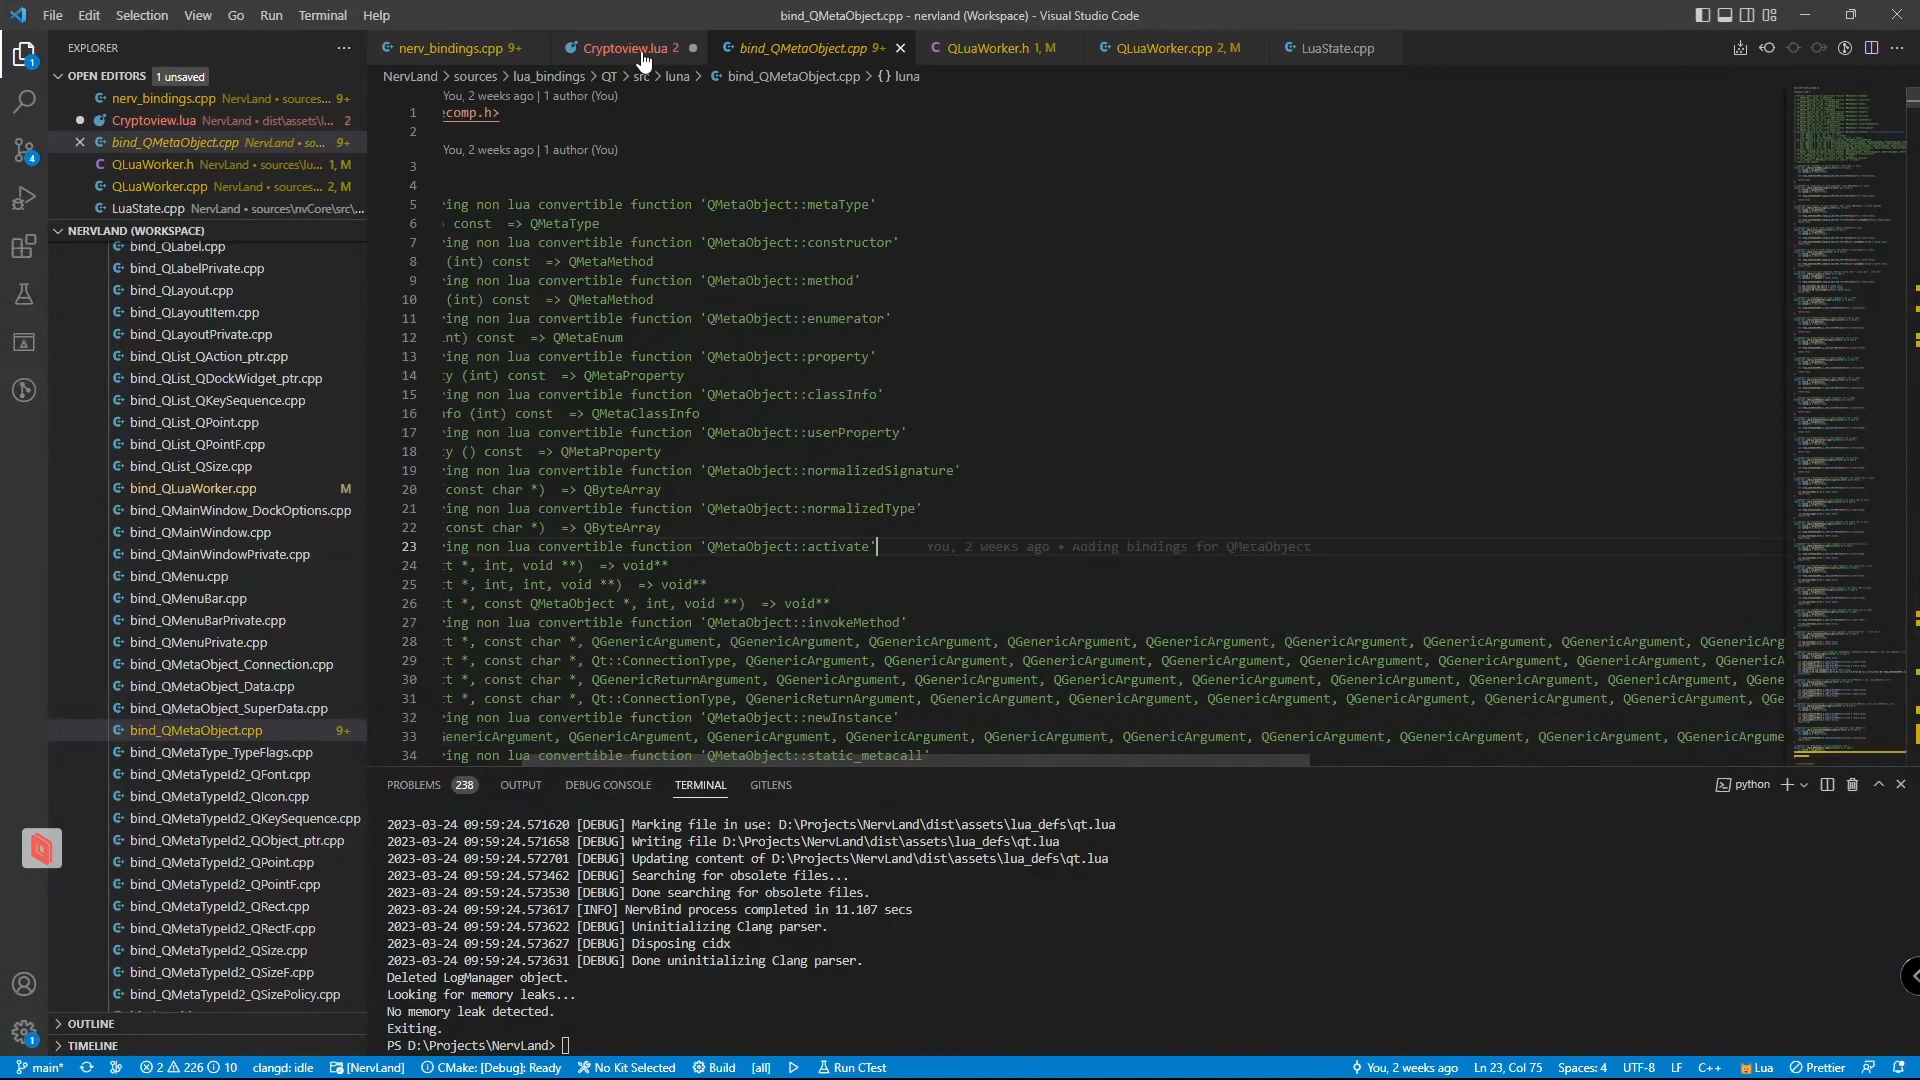 File Edit Selection View Go Run Terminal Help
bind_QMetaObject.cpp - nervland (Workspace) - Visual Studio Code
EXPLORER
nerv_bindings.cpp 9+
Cryptoview.lua 2
bind_QMetaObject.cpp 9+
QLuaWorker.h 1, M
QLuaWorker.cpp 2, M
LuaState.cpp
OPEN EDITORS 1 unsaved
nerv_bindings.cpp NervLand • sources... 9+
Cryptoview.lua NervLand • dist\assets\l... 2
bind_QMetaObject.cpp NervLand • so... 9+
QLuaWorker.h NervLand • sources\lu... 1, M
QLuaWorker.cpp NervLand • sources... 2, M
LuaState.cpp NervLand • sources\nvCore\src\...
NERVLAND (WORKSPACE)
bind_QLabel.cpp
bind_QLabelPrivate.cpp
bind_QLayout.cpp
bind_QLayoutItem.cpp
bind_QLayoutPrivate.cpp
bind_QList_QAction_ptr.cpp
bind_QList_QDockWidget_ptr.cpp
bind_QList_QKeySequence.cpp
bind_QList_QPoint.cpp
bind_QList_QPointF.cpp
bind_QList_QSize.cpp
bind_QLuaWorker.cpp M
bind_QMainWindow_DockOptions.cpp
bind_QMainWindow.cpp
bind_QMainWindowPrivate.cpp
bind_QMenu.cpp
bind_QMenuBar.cpp
bind_QMenuBarPrivate.cpp
bind_QMenuPrivate.cpp
bind_QMetaObject_Connection.cpp
bind_QMetaObject_Data.cpp
bind_QMetaObject_SuperData.cpp
bind_QMetaObject.cpp 9+
bind_QMetaType_TypeFlags.cpp
bind_QMetaTypeId2_QFont.cpp
bind_QMetaTypeId2_QIcon.cpp
bind_QMetaTypeId2_QKeySequence.cpp
bind_QMetaTypeId2_QObject_ptr.cpp
bind_QMetaTypeId2_QPoint.cpp
bind_QMetaTypeId2_QPointF.cpp
bind_QMetaTypeId2_QRect.cpp
bind_QMetaTypeId2_QRectF.cpp
bind_QMetaTypeId2_QSize.cpp
bind_QMetaTypeId2_QSizeF.cpp
bind_QMetaTypeId2_QSizePolicy.cpp
OUTLINE
TIMELINE
NervLand > sources > lua_bindings > QT > src > luna > bind_QMetaObject.cpp > {} luna
You, 2 weeks ago | 1 author (You)
1 ecomp.h>
2
You, 2 weeks ago | 1 author (You)
3
4
5 ing non lua convertible function 'QMetaObject::metaType'
6 const => QMetaType
7 ing non lua convertible function 'QMetaObject::constructor'
8 (int) const => QMetaMethod
9 ing non lua convertible function 'QMetaObject::method'
10 (int) const => QMetaMethod
11 ing non lua convertible function 'QMetaObject::enumerator'
12 nt) const => QMetaEnum
13 ing non lua convertible function 'QMetaObject::property'
14 y (int) const => QMetaProperty
15 ing non lua convertible function 'QMetaObject::classInfo'
16 nfo (int) const => QMetaClassInfo
17 ing non lua convertible function 'QMetaObject::userProperty'
18 y () const => QMetaProperty
19 ing non lua convertible function 'QMetaObject::normalizedSignature'
20 (const char *) => QByteArray
21 ing non lua convertible function 'QMetaObject::normalizedType'
22 (const char *) => QByteArray
23 ing non lua convertible function 'QMetaObject::activate' You, 2 weeks ago • Adding bindings for QMetaObject
24 t *, int, void **) => void**
25 t *, int, int, void **) => void**
26 t *, const QMetaObject *, int, void **) => void**
27 ing non lua convertible function 'QMetaObject::invokeMethod'
28 t *, const char *, QGenericArgument, QGenericArgument, QGenericArgument, QGenericArgument, QGenericArgument, QGenericArgument, QGenericArgument, QGenericArg
29 t *, const char *, Qt::ConnectionType, QGenericArgument, QGenericArgument, QGenericArgument, QGenericArgument, QGenericArgument, QGenericArgument, QGenericA
30 t *, const char *, QGenericReturnArgument, QGenericArgument, QGenericArgument, QGenericArgument, QGenericArgument, QGenericArgument, QGenericArgument, QGene
31 t *, const char *, Qt::ConnectionType, QGenericReturnArgument, QGenericArgument, QGenericArgument, QGenericArgument, QGenericArgument, QGenericArgument, QGe
32 ing non lua convertible function 'QMetaObject::newInstance'
33 enericArgument, QGenericArgument, QGenericArgument, QGenericArgument, QGenericArgument, QGenericArgument, QGenericArgument, QGenericArgument, QGenericArgume
34 ing non lua convertible function 'QMetaObject::static_metacall'
PROBLEMS 238 OUTPUT DEBUG CONSOLE TERMINAL GITLENS
python
2023-03-24 09:59:24.571620 [DEBUG] Marking file in use: D:\Projects\NervLand\dist\assets\lua_defs\qt.lua
2023-03-24 09:59:24.571658 [DEBUG] Writing file D:\Projects\NervLand\dist\assets\lua_defs\qt.lua
2023-03-24 09:59:24.572701 [DEBUG] Updating content of D:\Projects\NervLand\dist\assets\lua_defs\qt.lua
2023-03-24 09:59:24.573462 [DEBUG] Searching for obsolete files...
2023-03-24 09:59:24.573530 [DEBUG] Done searching for obsolete files.
2023-03-24 09:59:24.573617 [INFO] NervBind process completed in 11.107 secs
2023-03-24 09:59:24.573622 [DEBUG] Uninitializing Clang parser.
2023-03-24 09:59:24.573627 [DEBUG] Disposing cidx
2023-03-24 09:59:24.573631 [DEBUG] Done uninitializing Clang parser.
Deleted LogManager object.
Looking for memory leaks...
No memory leak detected.
Exiting.
PS D:\Projects\NervLand>
main* 2 226 10 clangd: idle [NervLand] CMake: [Debug]: Ready No Kit Selected Build [all] Run CTest You, 2 weeks ago Ln 23, Col 75 Spaces: 4 UTF-8 LF C++ Lua Prettier